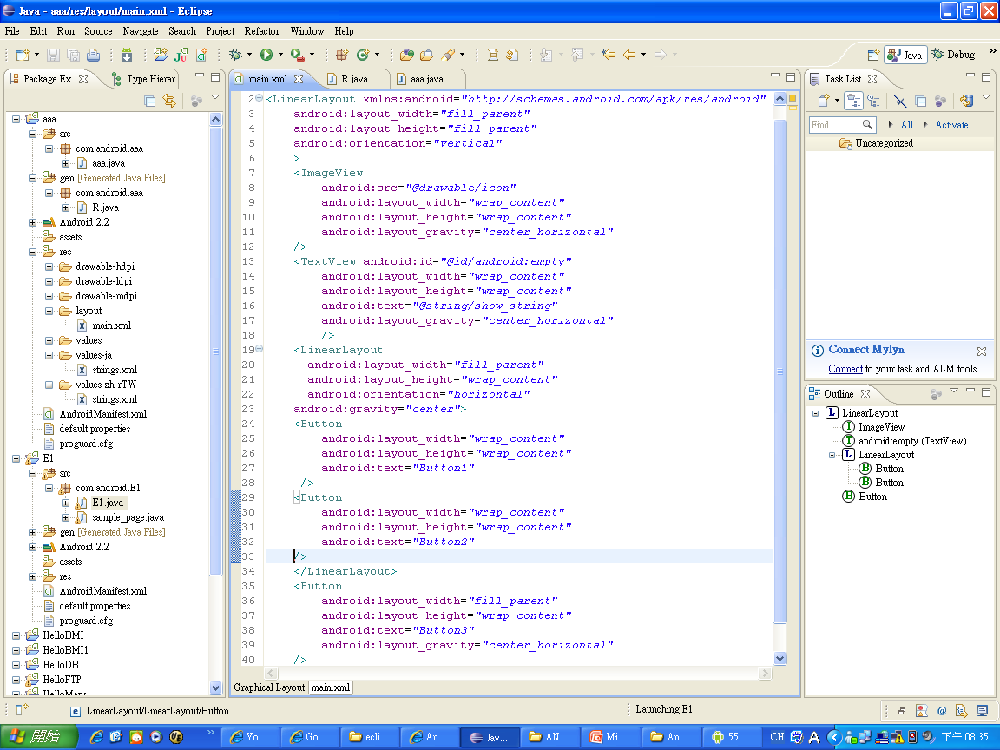 Java - aaa/res/layout/main.xml - Eclipse
File Edit Run Source Navigate Search Project Refactor Window Help
Java Debug
Package Ex Type Hierar
aaa
src
com.android.aaa
aaa.java
gen [Generated Java Files]
com.android.aaa
R.java
Android 2.2
assets
res
drawable-hdpi
drawable-ldpi
drawable-mdpi
layout
main.xml
values
values-ja
strings.xml
values-zh-rTW
strings.xml
AndroidManifest.xml
default.properties
proguard.cfg
E1
src
com.android.E1
E1.java
sample_page.java
gen [Generated Java Files]
Android 2.2
assets
res
AndroidManifest.xml
default.properties
proguard.cfg
HelloBMI
HelloBMI1
HelloDB
HelloFTP
HelloMaps
main.xml R.java aaa.java
2 <LinearLayout xmlns:android="http://schemas.android.com/apk/res/android"
3 android:layout_width="fill_parent"
4 android:layout_height="fill_parent"
5 android:orientation="vertical"
6 >
7 <ImageView
8 android:src="@drawable/icon"
9 android:layout_width="wrap_content"
10 android:layout_height="wrap_content"
11 android:layout_gravity="center_horizontal"
12 />
13 <TextView android:id="@id/android:empty"
14 android:layout_width="wrap_content"
15 android:layout_height="wrap_content"
16 android:text="@string/show_string"
17 android:layout_gravity="center_horizontal"
18 />
19 <LinearLayout
20 android:layout_width="fill_parent"
21 android:layout_height="wrap_content"
22 android:orientation="horizontal"
23 android:gravity="center">
24 <Button
25 android:layout_width="wrap_content"
26 android:layout_height="wrap_content"
27 android:text="Button1"
28 />
29 <Button
30 android:layout_width="wrap_content"
31 android:layout_height="wrap_content"
32 android:text="Button2"
33 />
34 </LinearLayout>
35 <Button
36 android:layout_width="fill_parent"
37 android:layout_height="wrap_content"
38 android:text="Button3"
39 android:layout_gravity="center_horizontal"
40 />
Graphical Layout main.xml
Task List
Find All Activate...
Uncategorized
Connect Mylyn
Connect to your task and ALM tools.
Outline
LinearLayout
ImageView
android:empty (TextView)
LinearLayout
Button
Button
Button
LinearLayout/LinearLayout/Button Launching E1
開始 Yo... Go... ecli... An... Jav... AN... Mi... An... 55... CH 下午 08:35